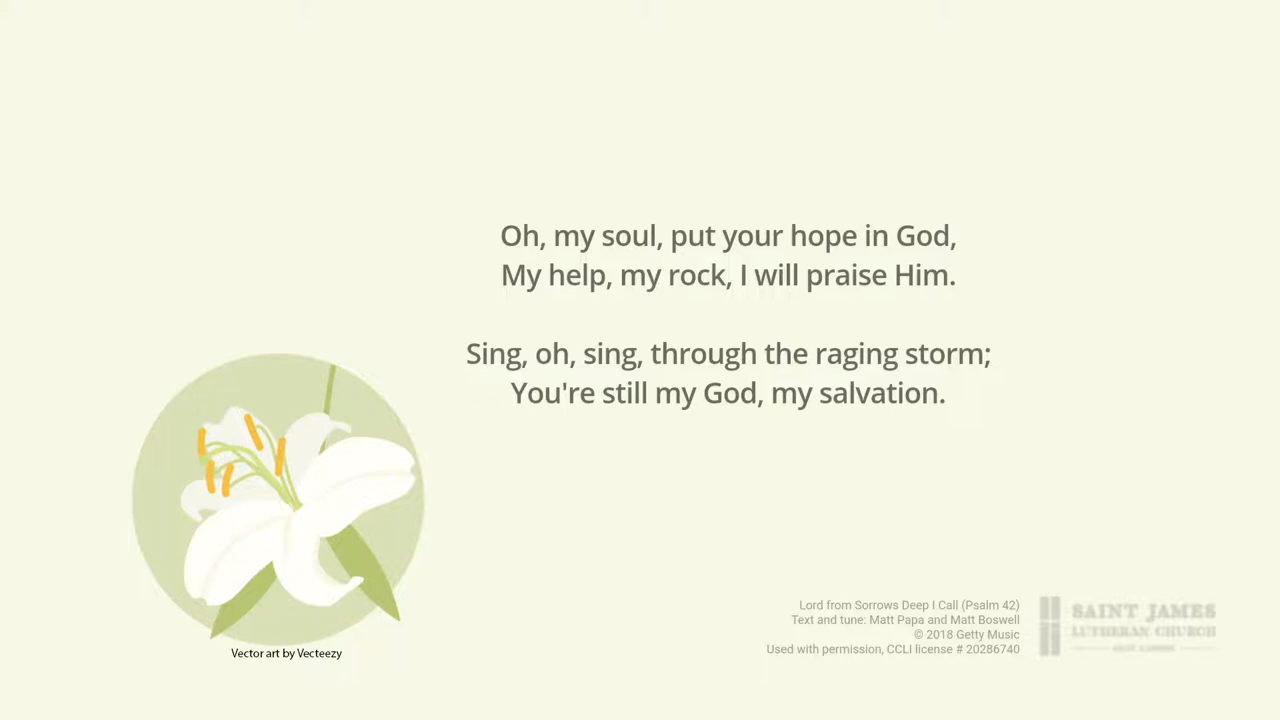 Oh, my soul, put your hope in God,
My help, my rock, I will praise Him.
Sing, oh, sing, through the raging storm;
You're still my God, my salvation.
Lord from Sorrows Deep I Call (Psalm 42)
Text and tune: Matt Papa and Matt Boswell
© 2018 Getty Music
Used with permission, CCLI license # 20286740
SAINT JAMES
LUTHERAN CHURCH
Vector art by Vecteezy